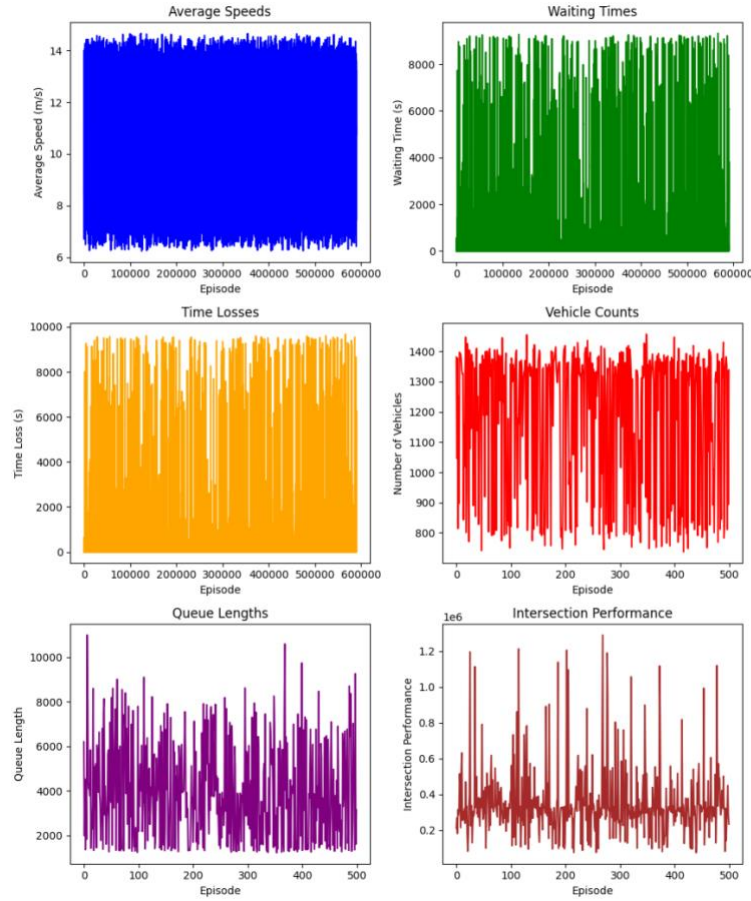 Average Speeds
14
12
10
8
6
Average Speed (m/s)
0 100000 200000 300000 400000 500000 600000
Episode
Waiting Times
8000
6000
4000
2000
0
Waiting Time (s)
0 100000 200000 300000 400000 500000 600000
Episode
Time Losses
10000
8000
6000
4000
2000
0
Time Loss (s)
0 100000 200000 300000 400000 500000 600000
Episode
Vehicle Counts
1400
1300
1200
1100
1000
900
800
Number of Vehicles
0 100 200 300 400 500
Episode
Queue Lengths
10000
8000
6000
4000
2000
Queue Length
0 100 200 300 400 500
Episode
Intersection Performance
1e6
1.2
1.0
0.8
0.6
0.4
0.2
Intersection Performance
0 100 200 300 400 500
Episode